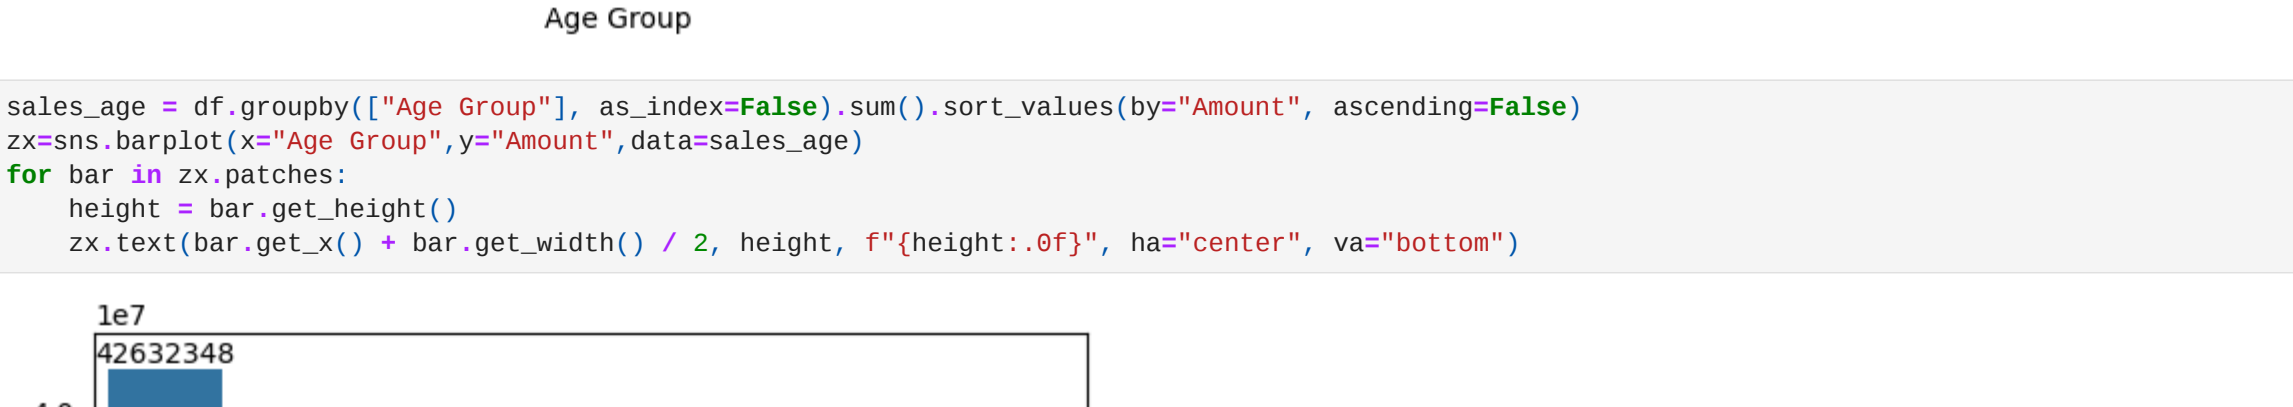 Age Group
sales_age = df.groupby(["Age Group"], as_index=False).sum().sort_values(by="Amount", ascending=False)
zx=sns.barplot(x="Age Group",y="Amount",data=sales_age)
for bar in zx.patches:
    height = bar.get_height()
    zx.text(bar.get_x() + bar.get_width() / 2, height, f"{height:.0f}", ha="center", va="bottom")
1e7
42632348